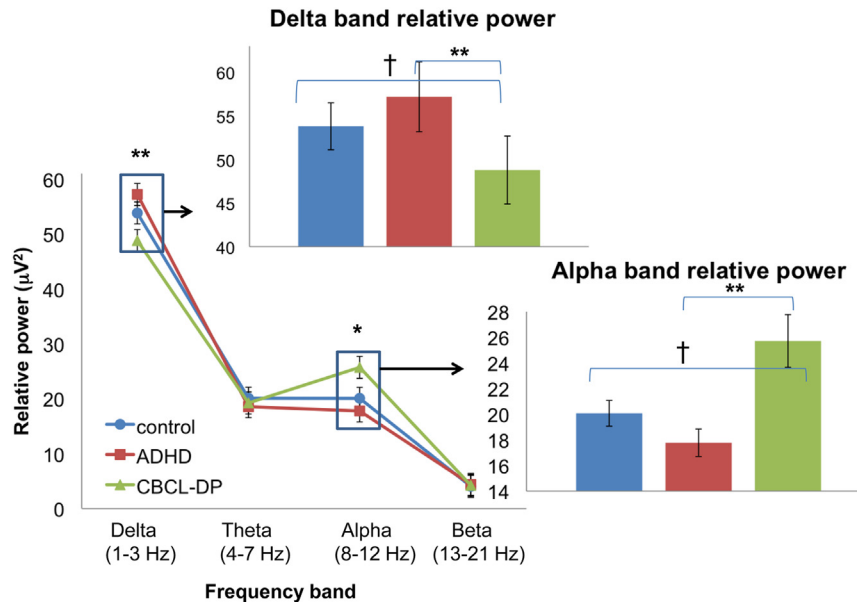 Delta band relative power
60
55
50
45
40
†
**
**
60
50
40
30
20
10
0
Relative power (µV²)
control
ADHD
CBCL-DP
*
Delta
(1-3 Hz)
Theta
(4-7 Hz)
Alpha
(8-12 Hz)
Beta
(13-21 Hz)
Frequency band
Alpha band relative power
28
26
24
22
20
18
16
14
**
†